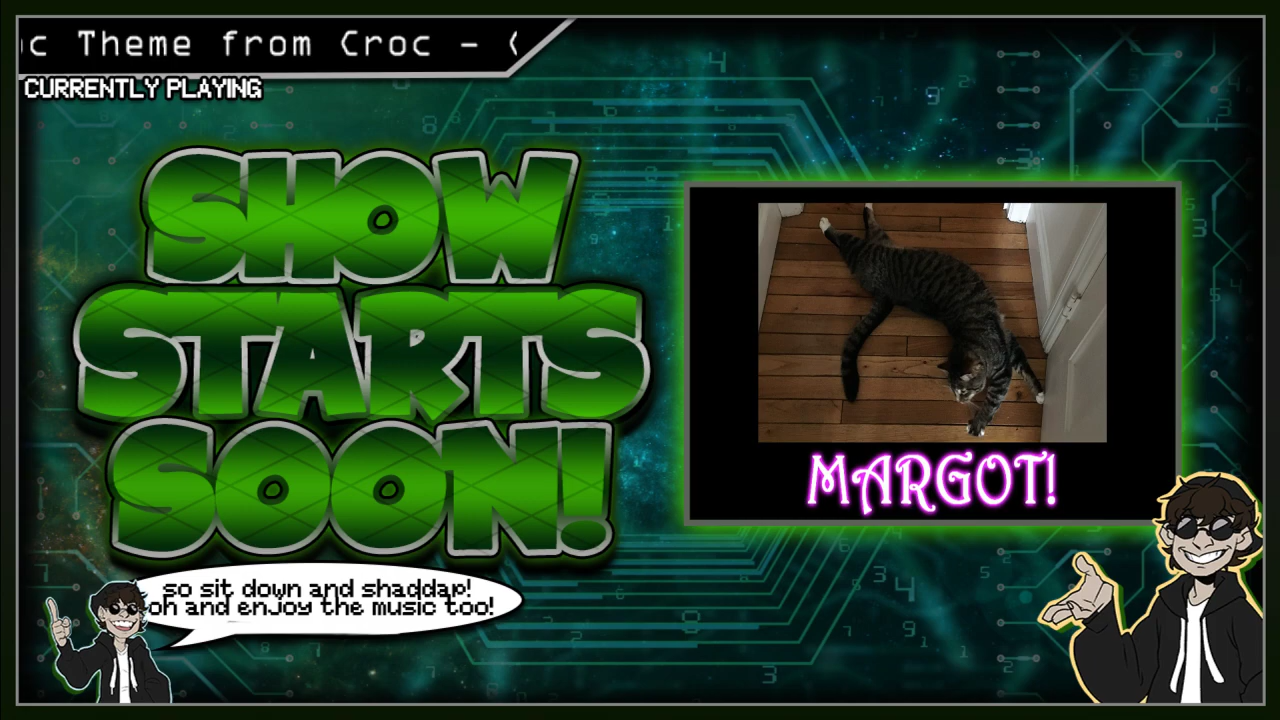 c Theme from Croc - (
CURRENTLY PLAYING
SHOW
STARTS
SOON!
MARGOT!
so sit down and shaddap!
oh and enjoy the music too!